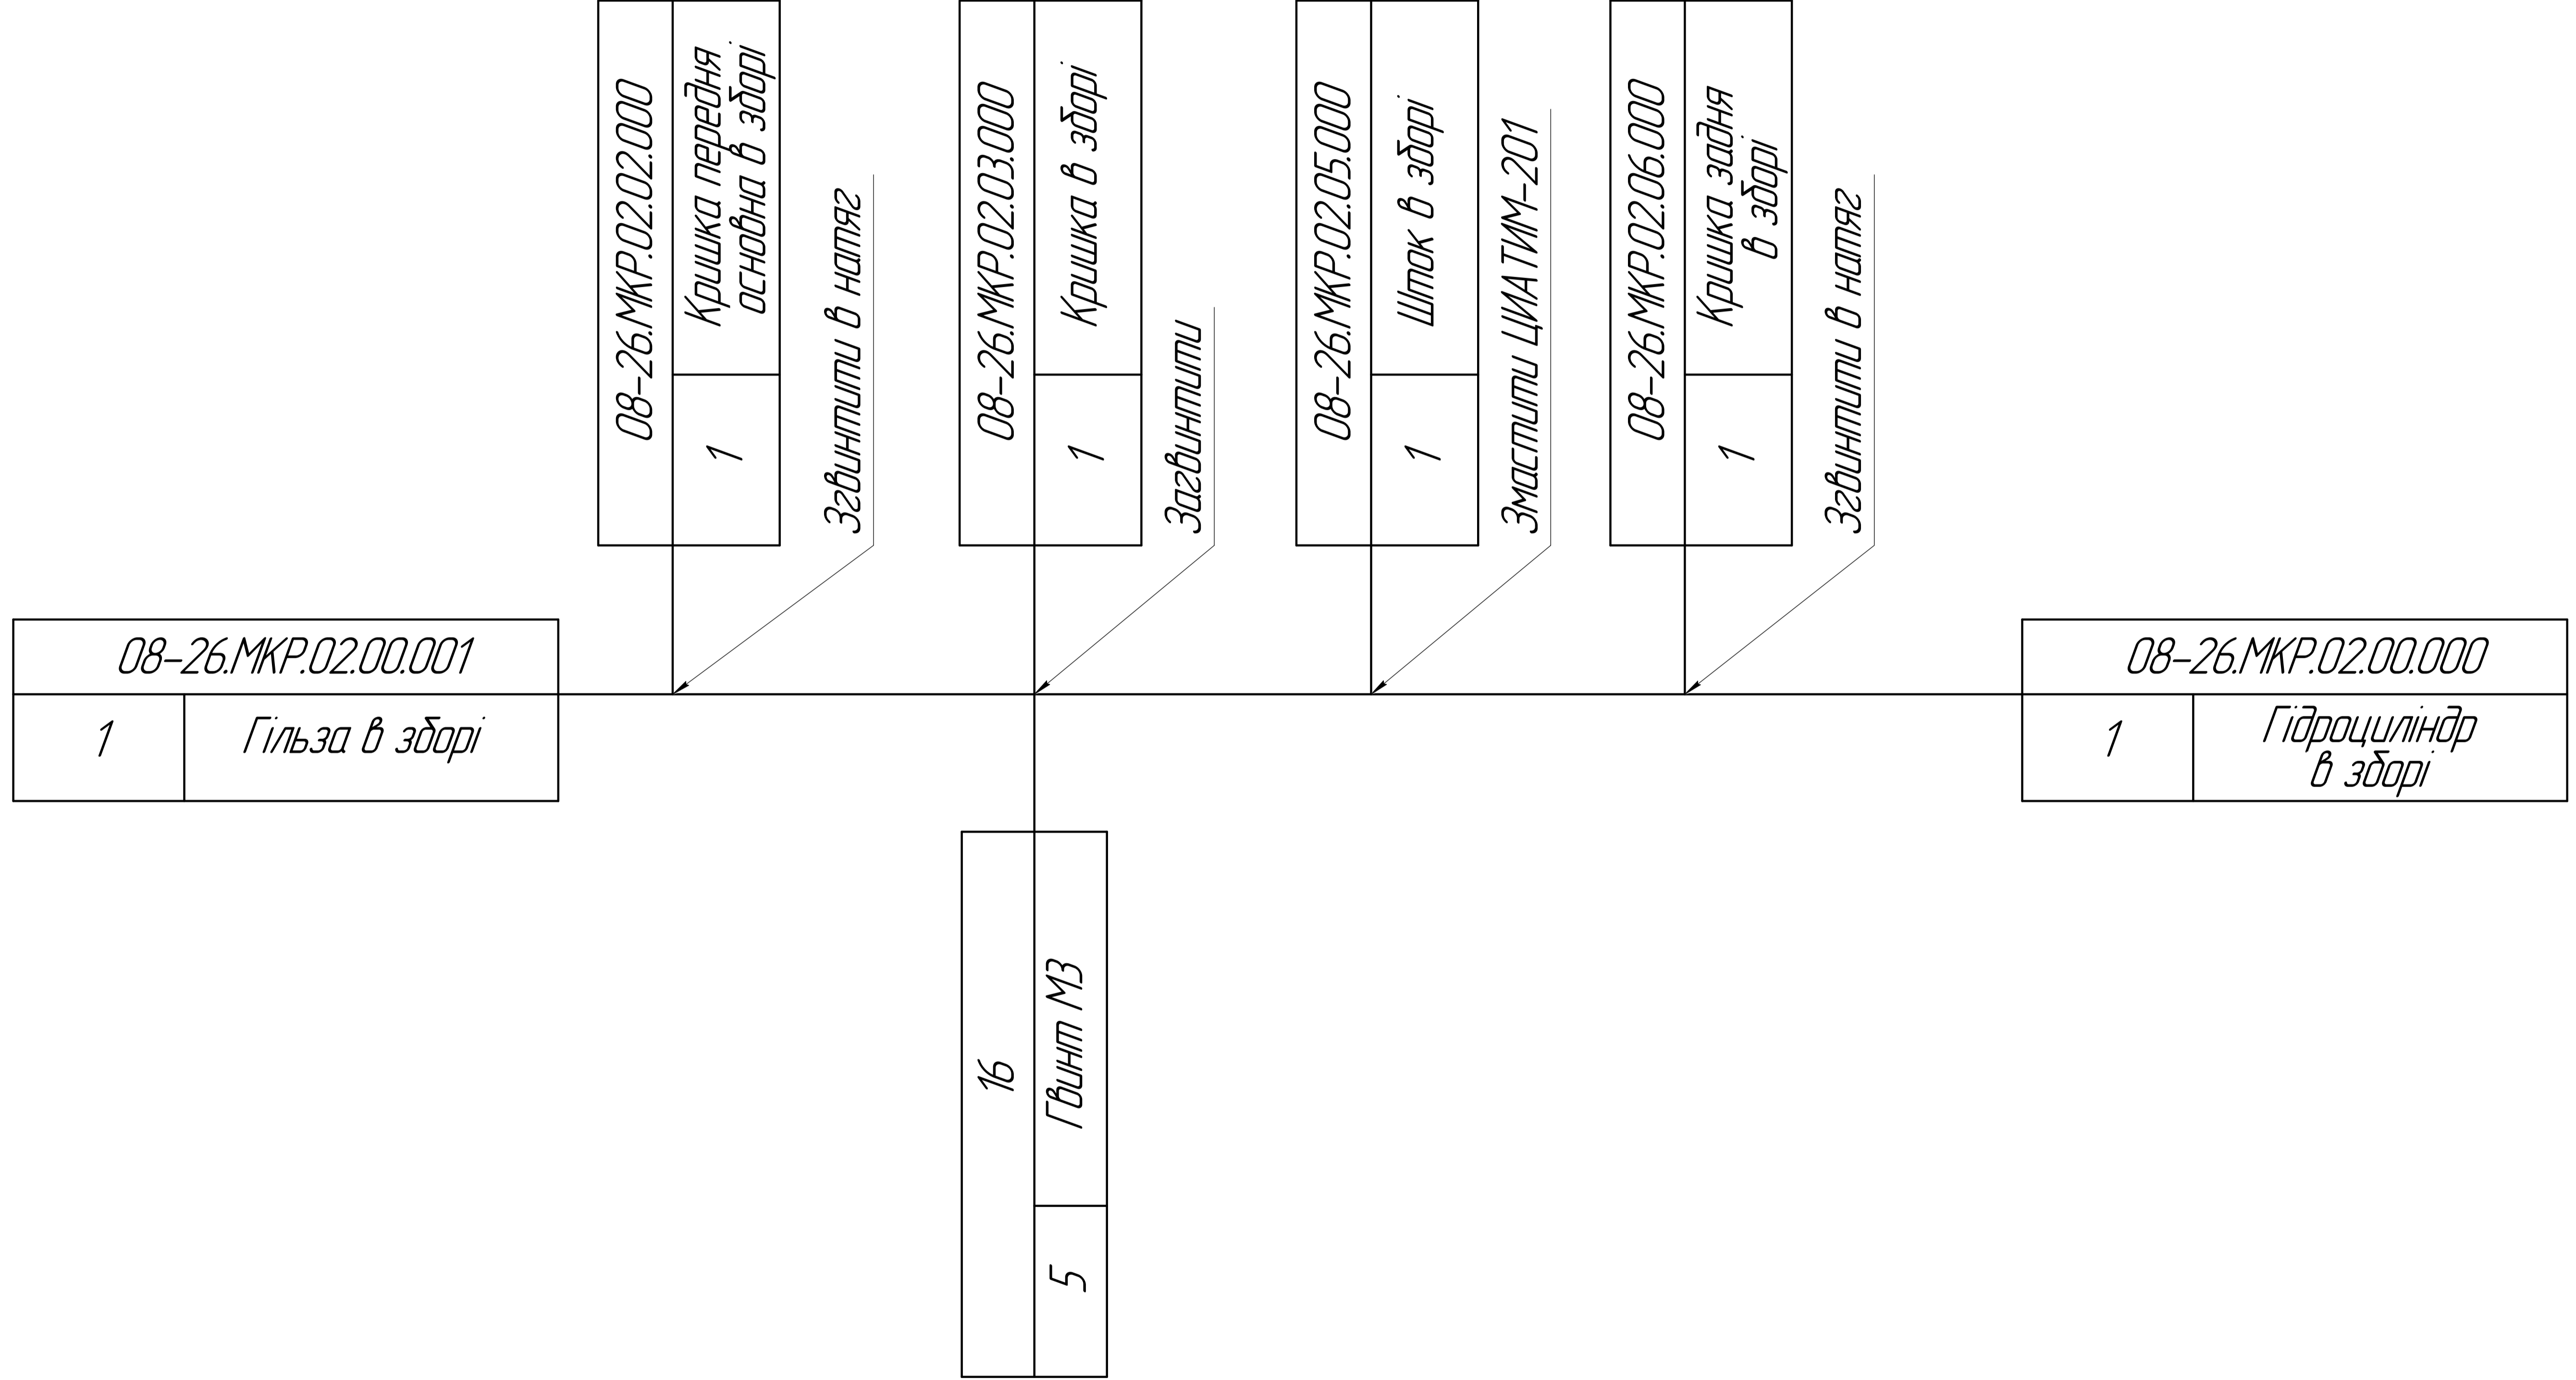 08-26.МКР.02.02.000
Кришка передня
основна в зборі
1
Згвинтити в натяг
08-26.МКР.02.03.000
Кришка в зборі
1
Загвинтити
08-26.МКР.02.05.000
Шток в зборі
1
Змастити ЦИАТИМ-201
08-26.МКР.02.06.000
Кришка задня
в зборі
1
Згвинтити в натяг
08-26.МКР.02.00.001
1
Гільза в зборі
08-26.МКР.02.00.000
1
Гідроциліндр
в зборі
16
Гвинт М3
5